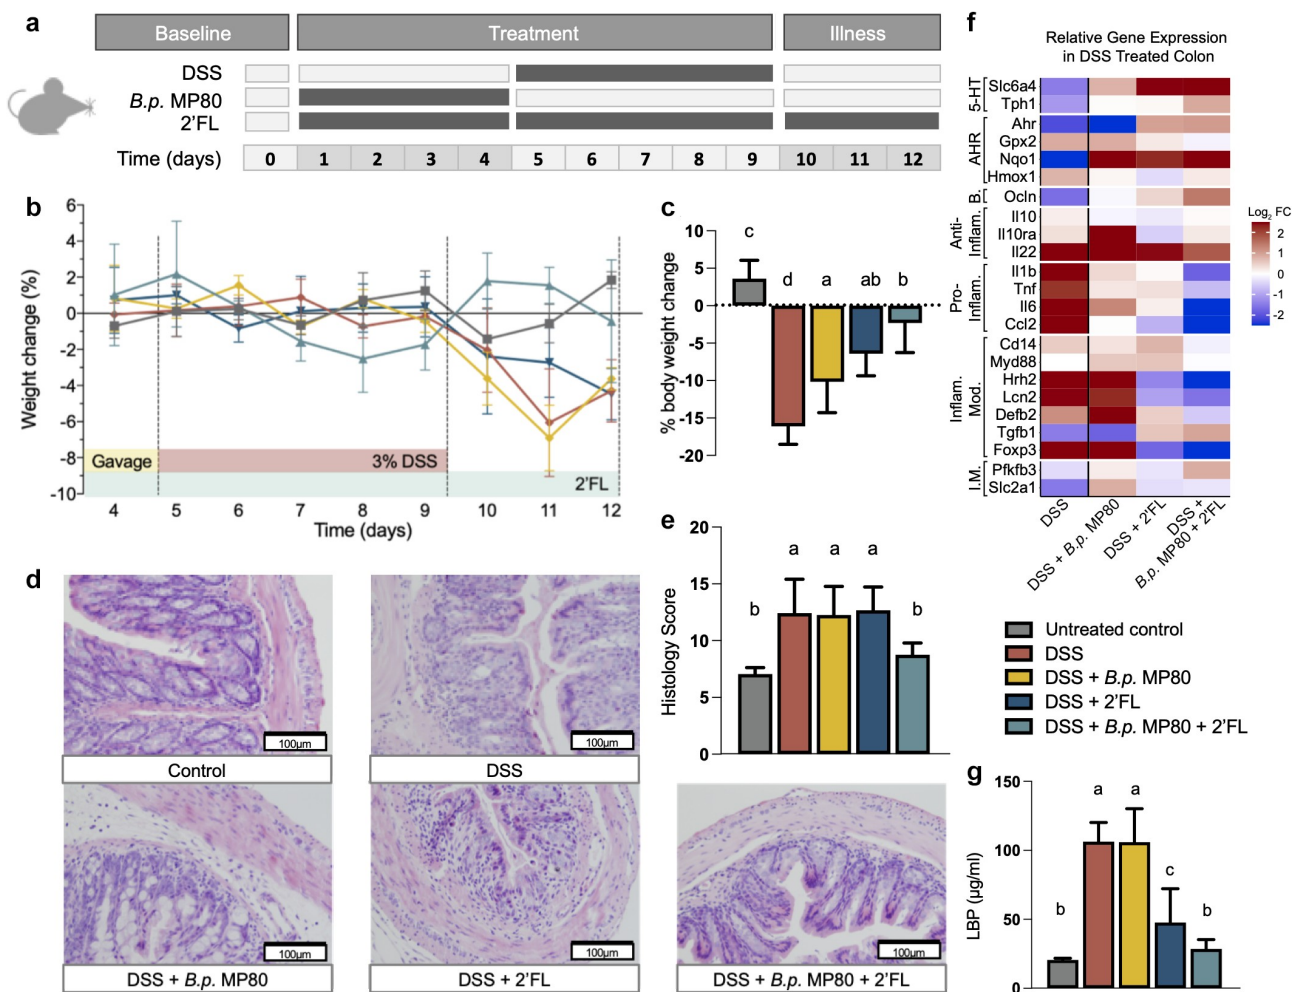 a
Baseline
Treatment
Illness
DSS
B.p. MP80
2'FL
Time (days)
0 1 2 3 4 5 6 7 8 9 10 11 12
b
Weight change (%)
6
4
2
0
-2
-4
-6
-8
-10
Gavage
3% DSS
2'FL
4 5 6 7 8 9 10 11 12
Time (days)
c
% body weight change
10
5
0
-5
-10
-15
-20
c
d
a
ab
b
d
100µm
Control
100µm
DSS
100µm
DSS + B.p. MP80
100µm
DSS + 2'FL
100µm
DSS + B.p. MP80 + 2'FL
e
Histology Score
20
15
10
5
0
b
a
a
a
b
f
Relative Gene Expression
in DSS Treated Colon
5-HT
Slc6a4
Tph1
AHR
Ahr
Gpx2
Nqo1
Hmox1
B.
Ocln
Anti-
Inflam.
Il10
Il10ra
Il22
Pro-
Inflam.
Il1b
Tnf
Il6
Ccl2
Inflam.
Mod.
Cd14
Myd88
Hrh2
Lcn2
Defb2
Tgfb1
Foxp3
I.M.
Pfkfb3
Slc2a1
DSS
DSS + B.p. MP80
DSS + 2'FL
DSS +
B.p. MP80 + 2'FL
Log2 FC
2
1
0
-1
-2
Untreated control
DSS
DSS + B.p. MP80
DSS + 2'FL
DSS + B.p. MP80 + 2'FL
g
LBP (µg/ml)
150
100
50
0
b
a
a
c
b